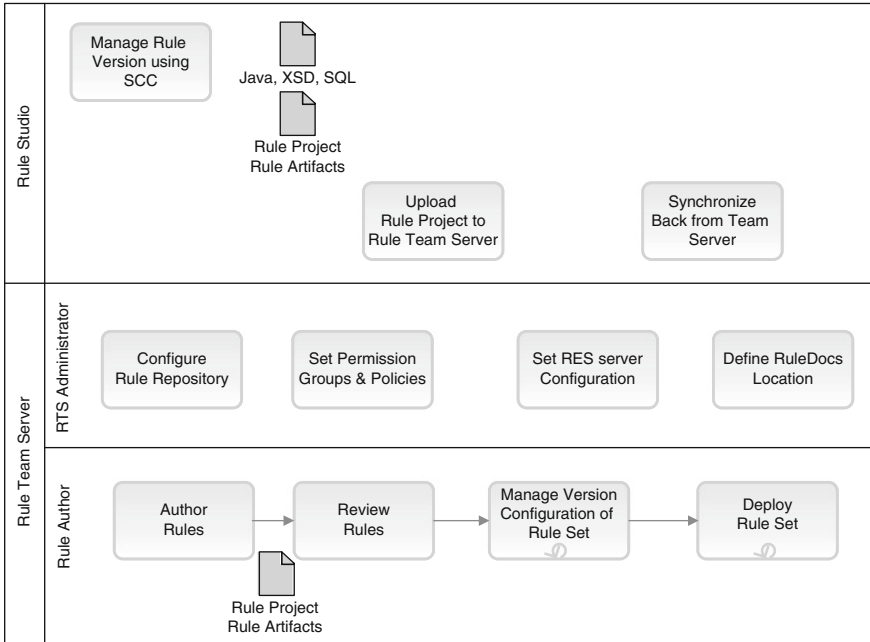 Rule Studio
Manage Rule
Version using
SCC
Java, XSD, SQL
Rule Project
Rule Artifacts
Upload
Rule Project to
Rule Team Server
Synchronize
Back from Team
Server
Rule Team Server
RTS Administrator
Configure
Rule Repository
Set Permission
Groups & Policies
Set RES server
Configuration
Define RuleDocs
Location
Rule Author
Author
Rules
Review
Rules
Manage Version
Configuration of
Rule Set
Deploy
Rule Set
Rule Project
Rule Artifacts